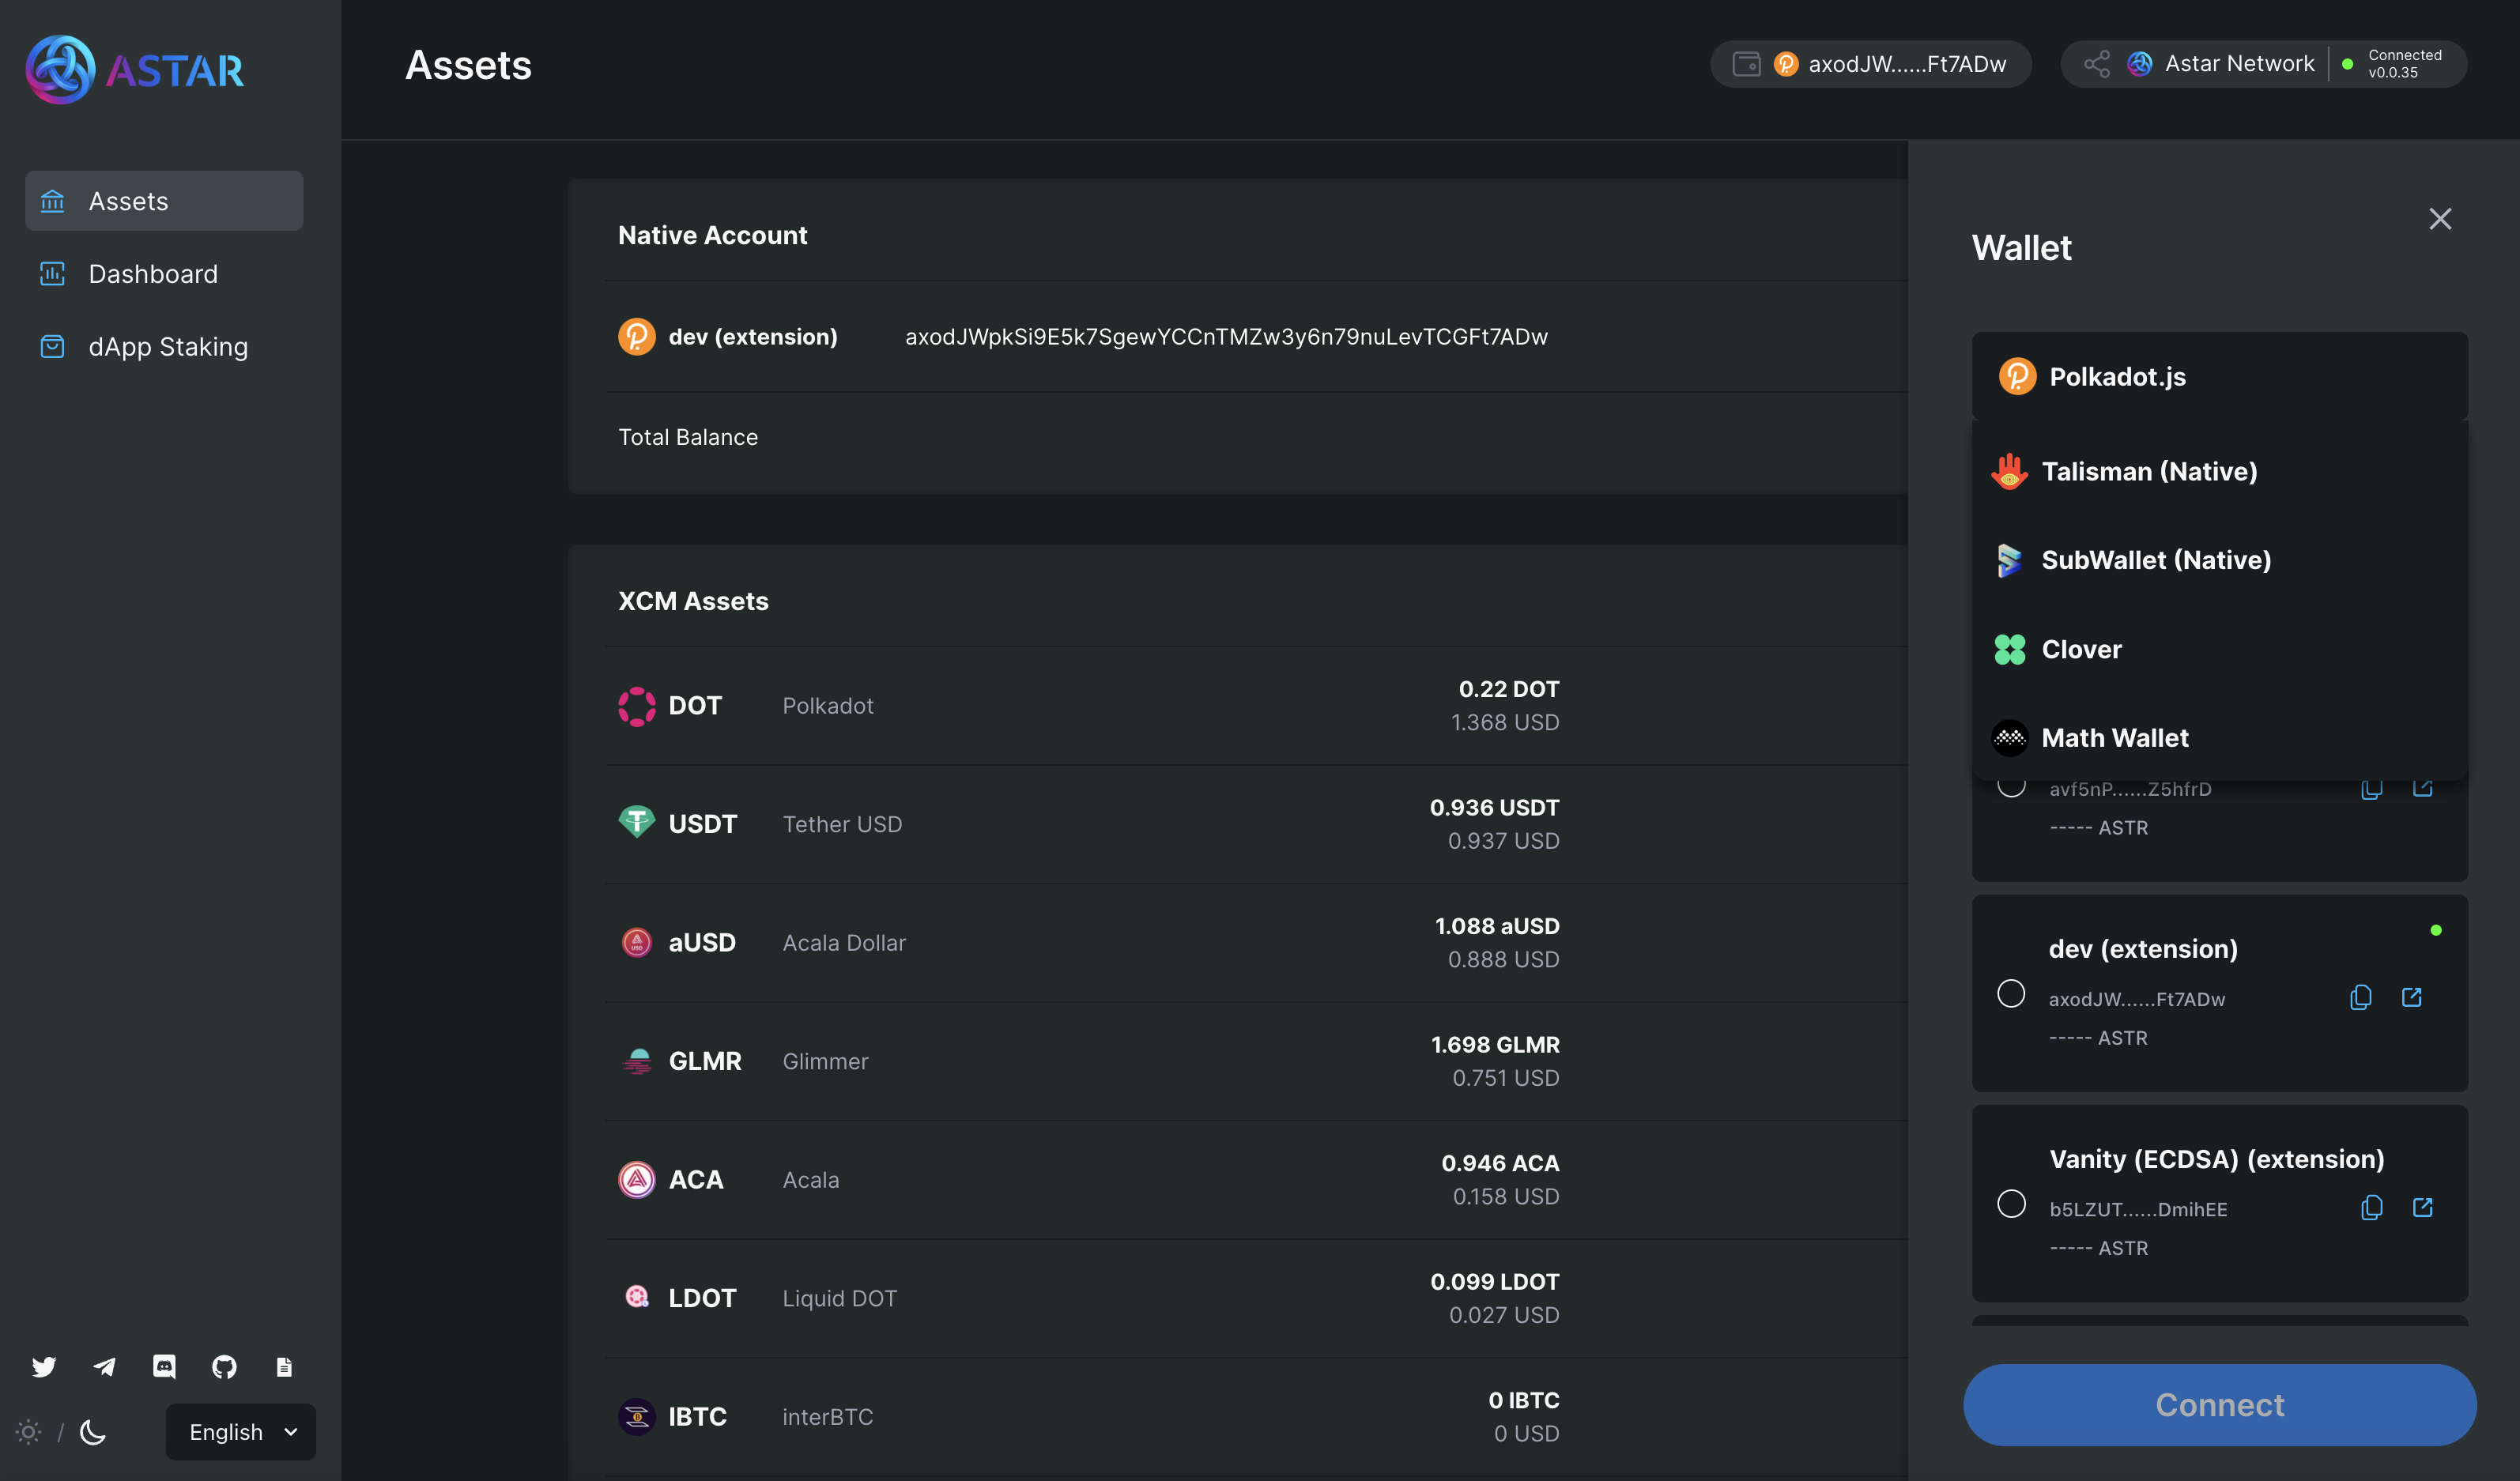 ASTAR
Assets
Dashboard
dApp Staking
English
/
Assets
axodJW......Ft7ADw
Astar Network
Connected
v0.0.35
Native Account
dev (extension)
axodJWpkSi9E5k7SgewYCCnTMZw3y6n79nuLevTCGFt7ADw
Total Balance
XCM Assets
DOT
Polkadot
0.22 DOT
1.368 USD
USDT
Tether USD
0.936 USDT
0.937 USD
aUSD
Acala Dollar
1.088 aUSD
0.888 USD
GLMR
Glimmer
1.698 GLMR
0.751 USD
ACA
Acala
0.946 ACA
0.158 USD
LDOT
Liquid DOT
0.099 LDOT
0.027 USD
IBTC
interBTC
0 IBTC
0 USD
Wallet
Polkadot.js
Talisman (Native)
SubWallet (Native)
Clover
Math Wallet
avf5nP......Z5hfrD
----- ASTR
dev (extension)
axodJW......Ft7ADw
----- ASTR
Vanity (ECDSA) (extension)
b5LZUT......DmihEE
----- ASTR
Connect